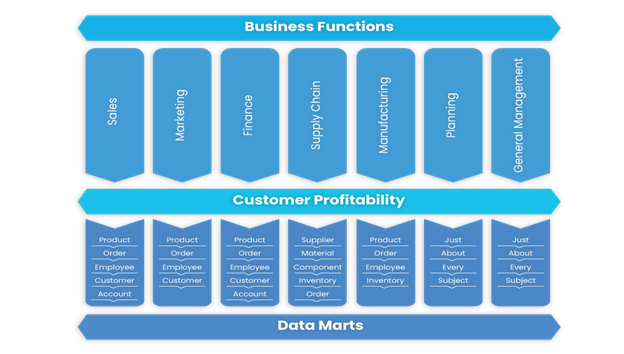 Business Functions
Sales
Marketing
Finance
Supply Chain
Manufacturing
Planning
General Management
Customer Profitability
Product
Order
Employee
Customer
Account
Product
Order
Employee
Customer
Product
Order
Employee
Customer
Account
Supplier
Material
Component
Inventory
Order
Product
Order
Employee
Inventory
Just
About
Every
Subject
Just
About
Every
Subject
Data Marts